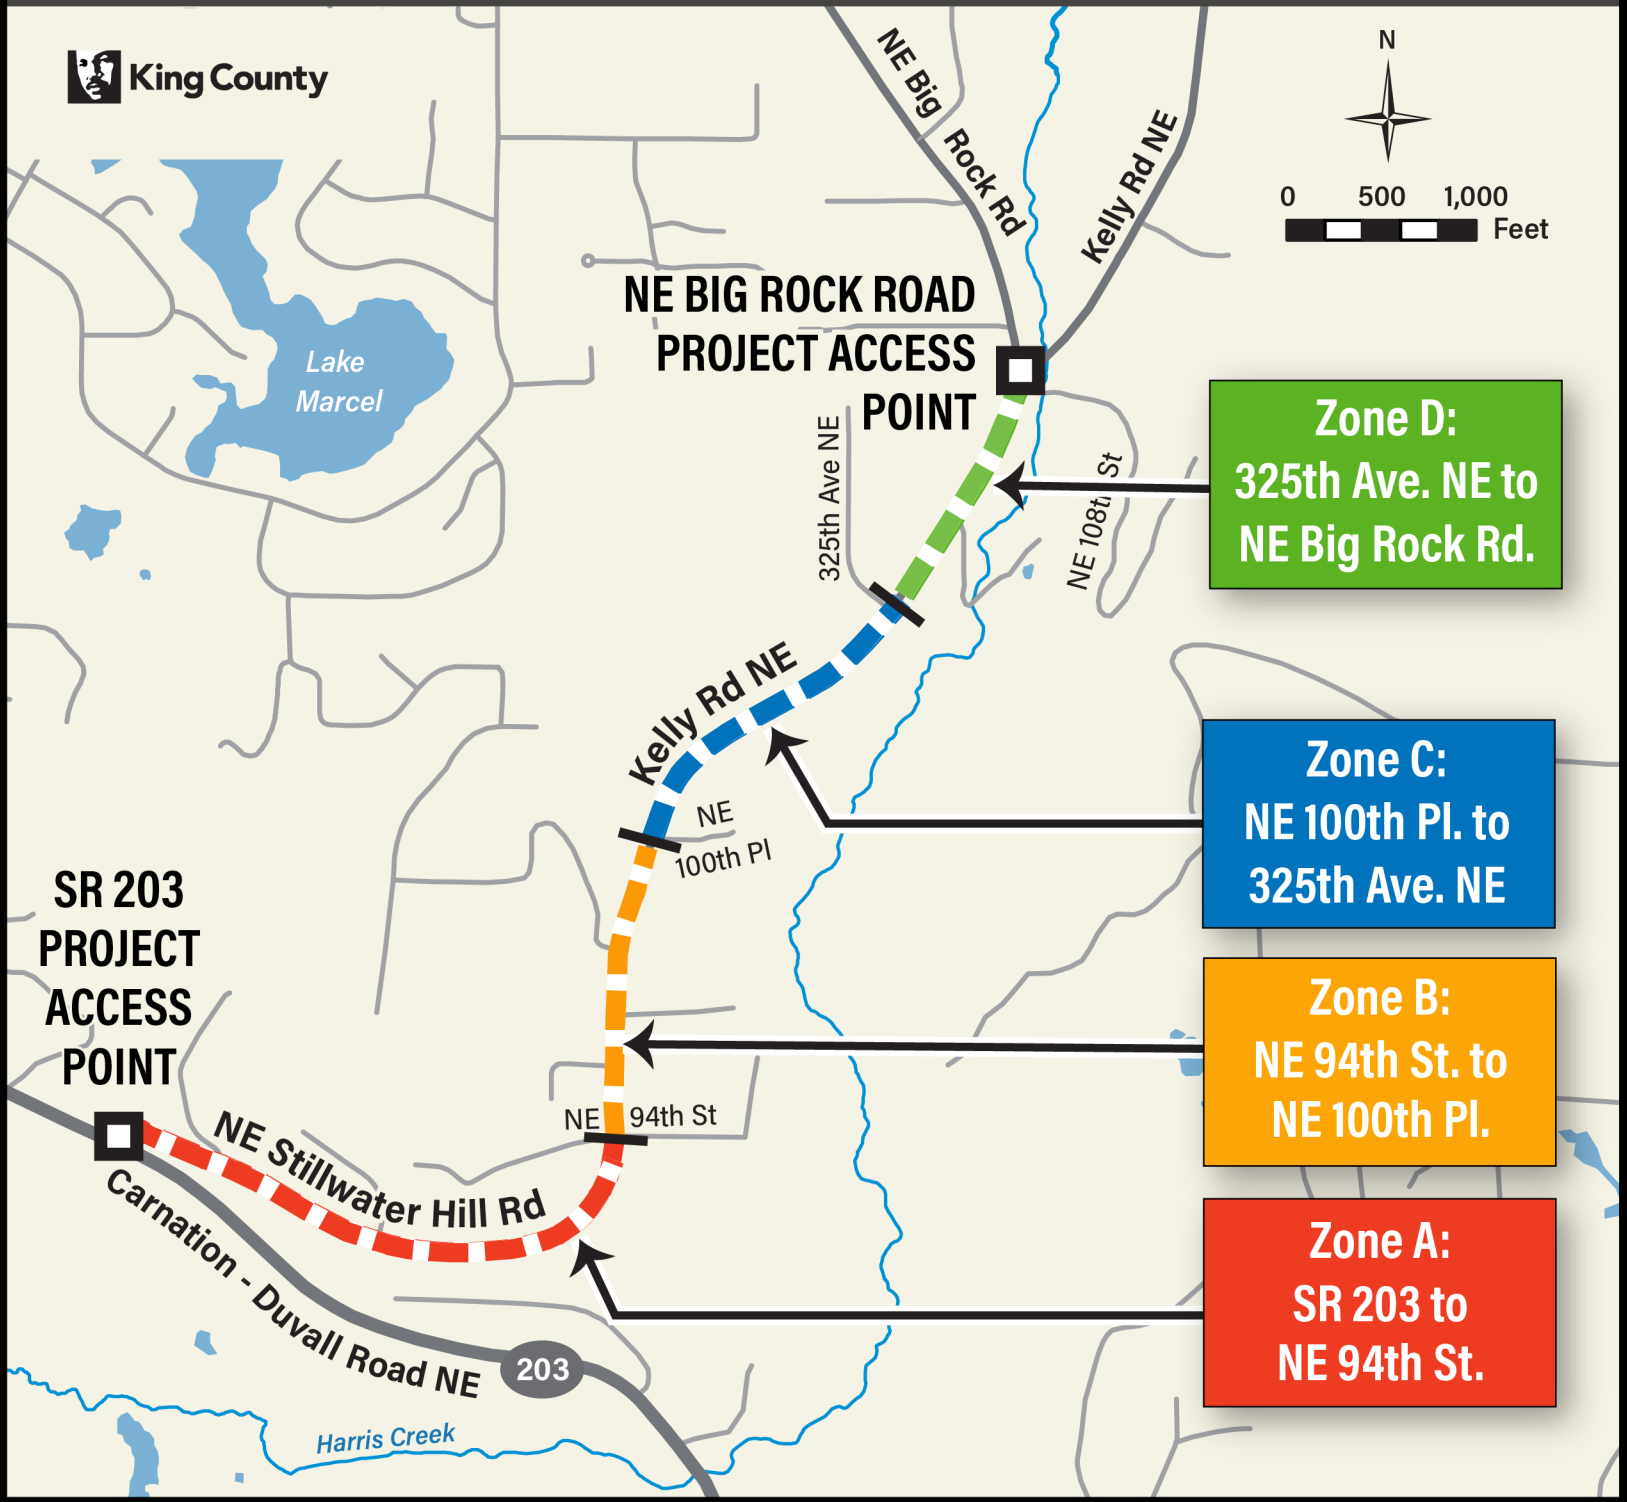 King County
N
0 500 1,000
Feet
NE Big Rock Rd
Kelly Rd NE
NE BIG ROCK ROAD
PROJECT ACCESS
POINT
Lake
Marcel
325th Ave NE
NE 108th St
Zone D:
325th Ave. NE to
NE Big Rock Rd.
Kelly Rd NE
NE
100th Pl
Zone C:
NE 100th Pl. to
325th Ave. NE
SR 203
PROJECT
ACCESS
POINT
Zone B:
NE 94th St. to
NE 100th Pl.
NE 94th St
NE Stillwater Hill Rd
Carnation - Duvall Road NE
203
Zone A:
SR 203 to
NE 94th St.
Harris Creek